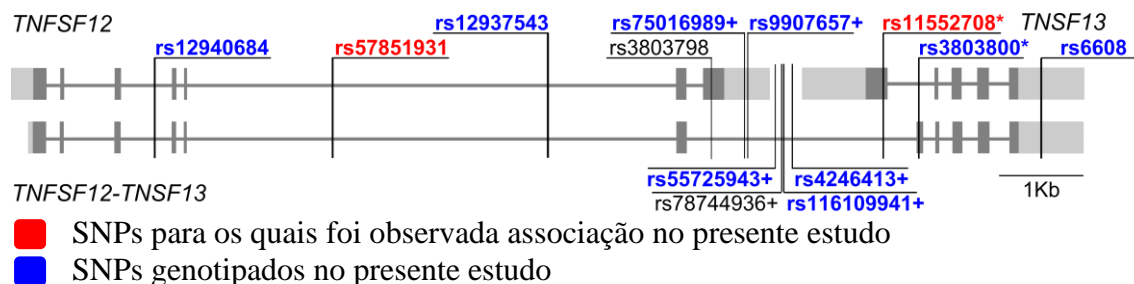 TNFSF12
rs12937543
rs75016989+
rs9907657+
rs11552708*
TNSF13
rs12940684
rs57851931
rs3803798
rs3803800*
rs6608
rs55725943+
rs4246413+
TNFSF12-TNSF13
rs78744936+
rs116109941+
1Kb
SNPs para os quais foi observada associação no presente estudo
SNPs genotipados no presente estudo